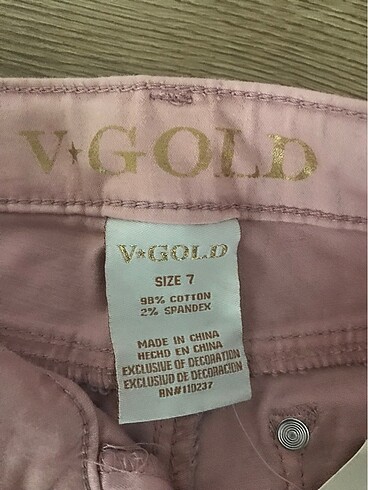 V★GOLD
V★GOLD
SIZE 7
98% COTTON
2% SPANDEX
MADE IN CHINA
HECHO EN CHINA
EXCLUSIVE OF DECORATION
EXCLUSIVO DE DECORACION
RN#110237